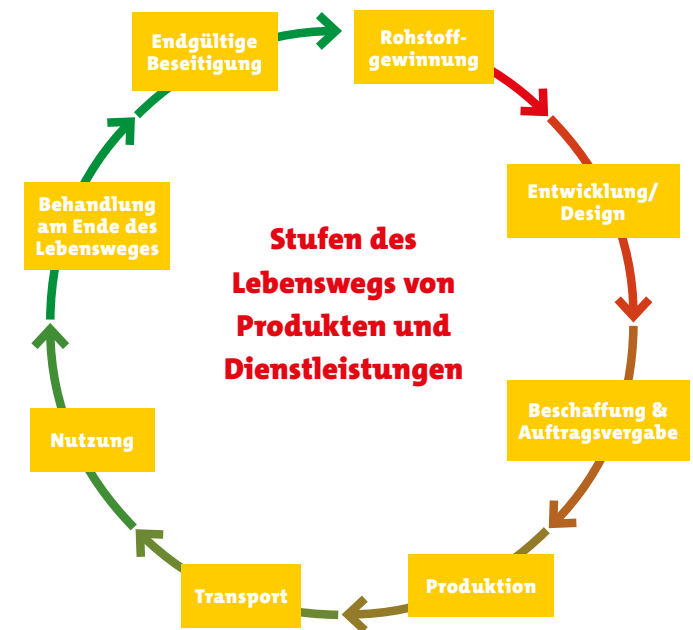 Rohstoff-
gewinnung
Entwicklung/
Design
Beschaffung &
Auftragsvergabe
Produktion
Transport
Nutzung
Behandlung
am Ende des
Lebensweges
Endgültige
Beseitigung
Stufen des
Lebenswegs von
Produkten und
Dienstleistungen